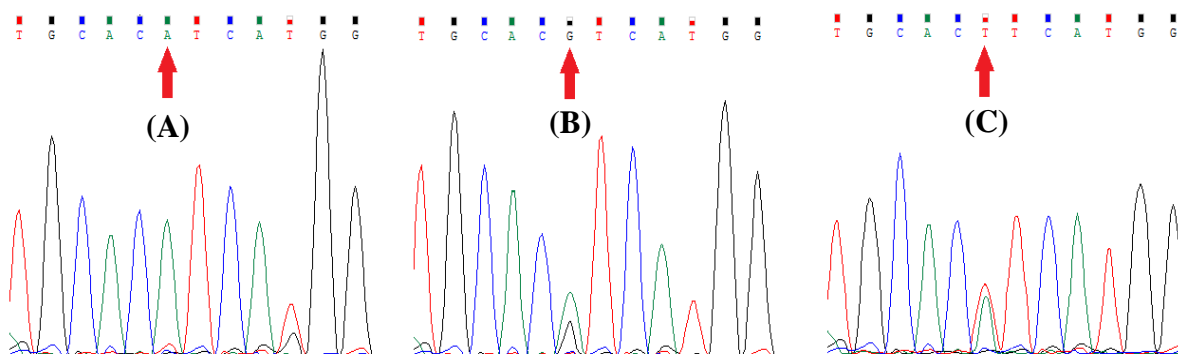 T G C A C A T C A T G G
(A)
T G C A C G T C A T G G
(B)
T G C A C T T C A T G G
(C)